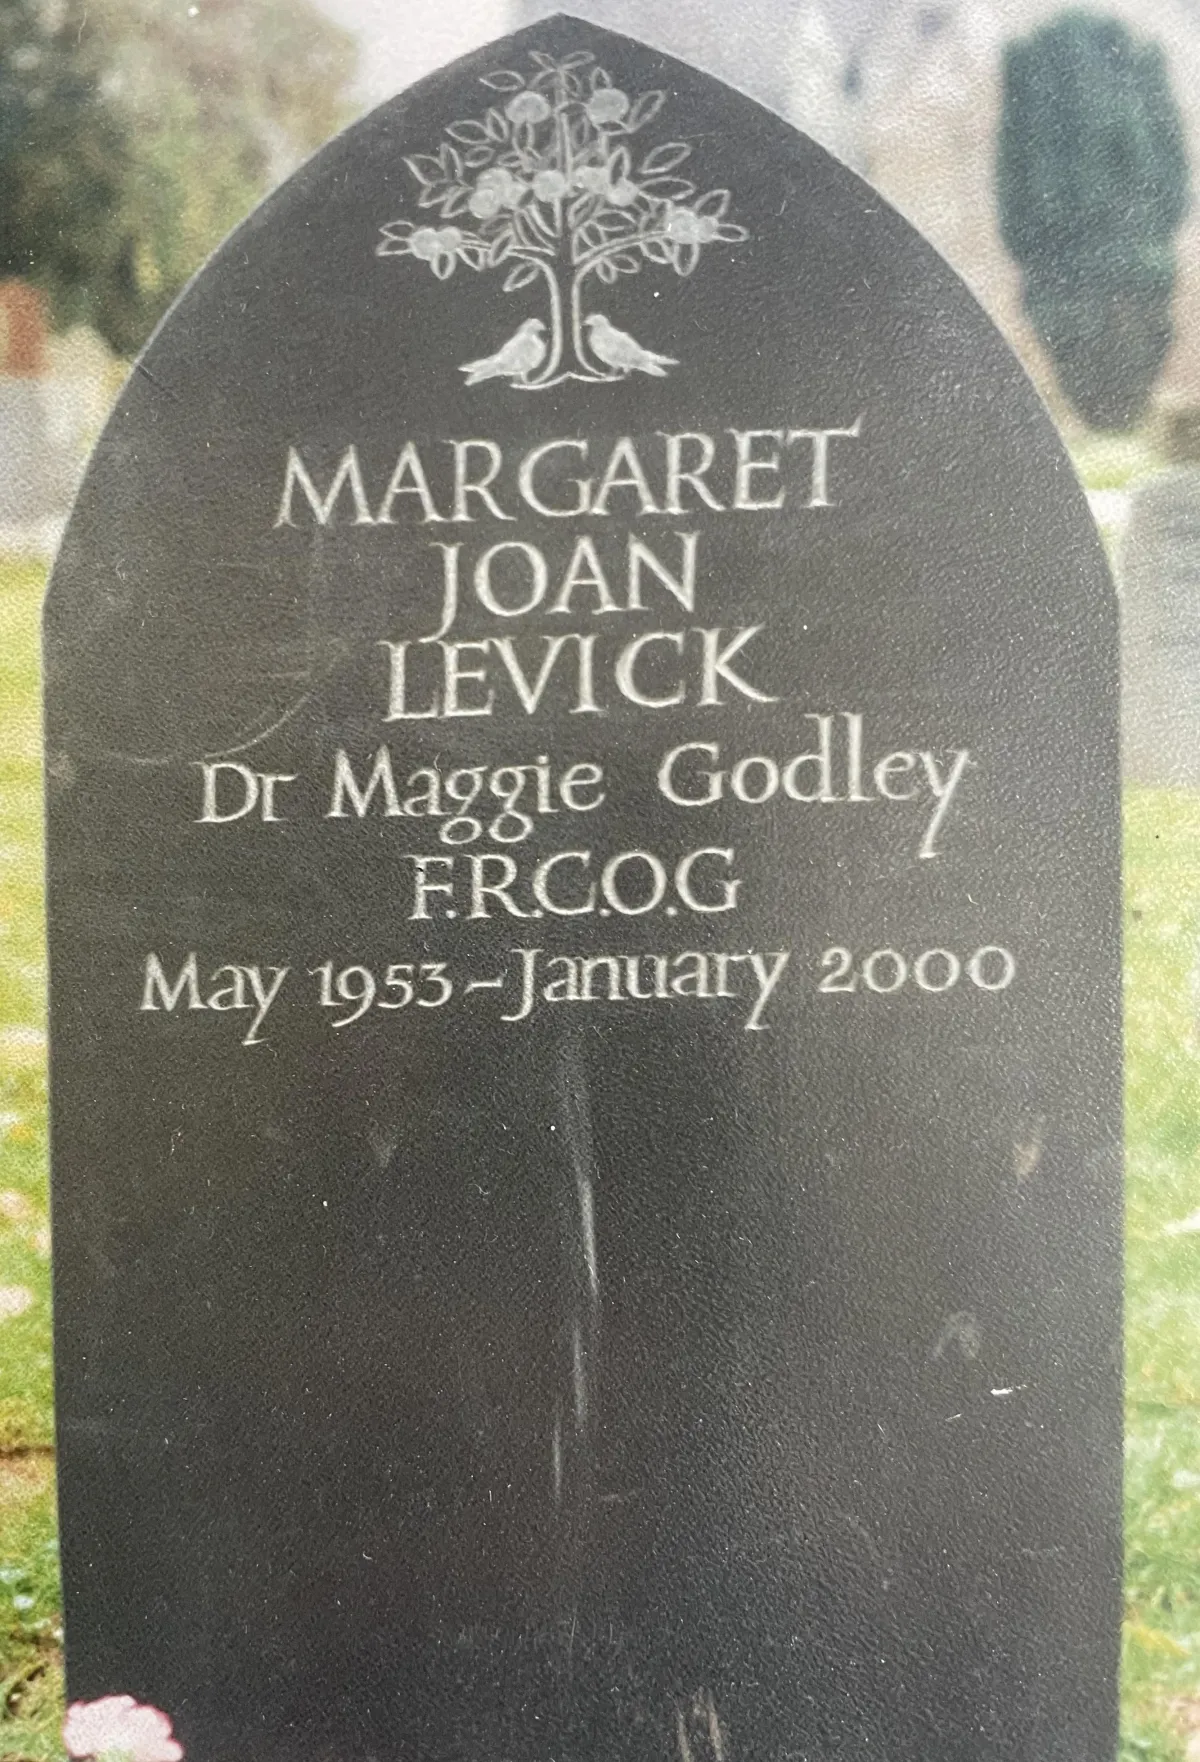 MARGARET
JOAN
LEVICK
Dr Maggie Godley
F.R.C.O.G
May 1953-January 2000